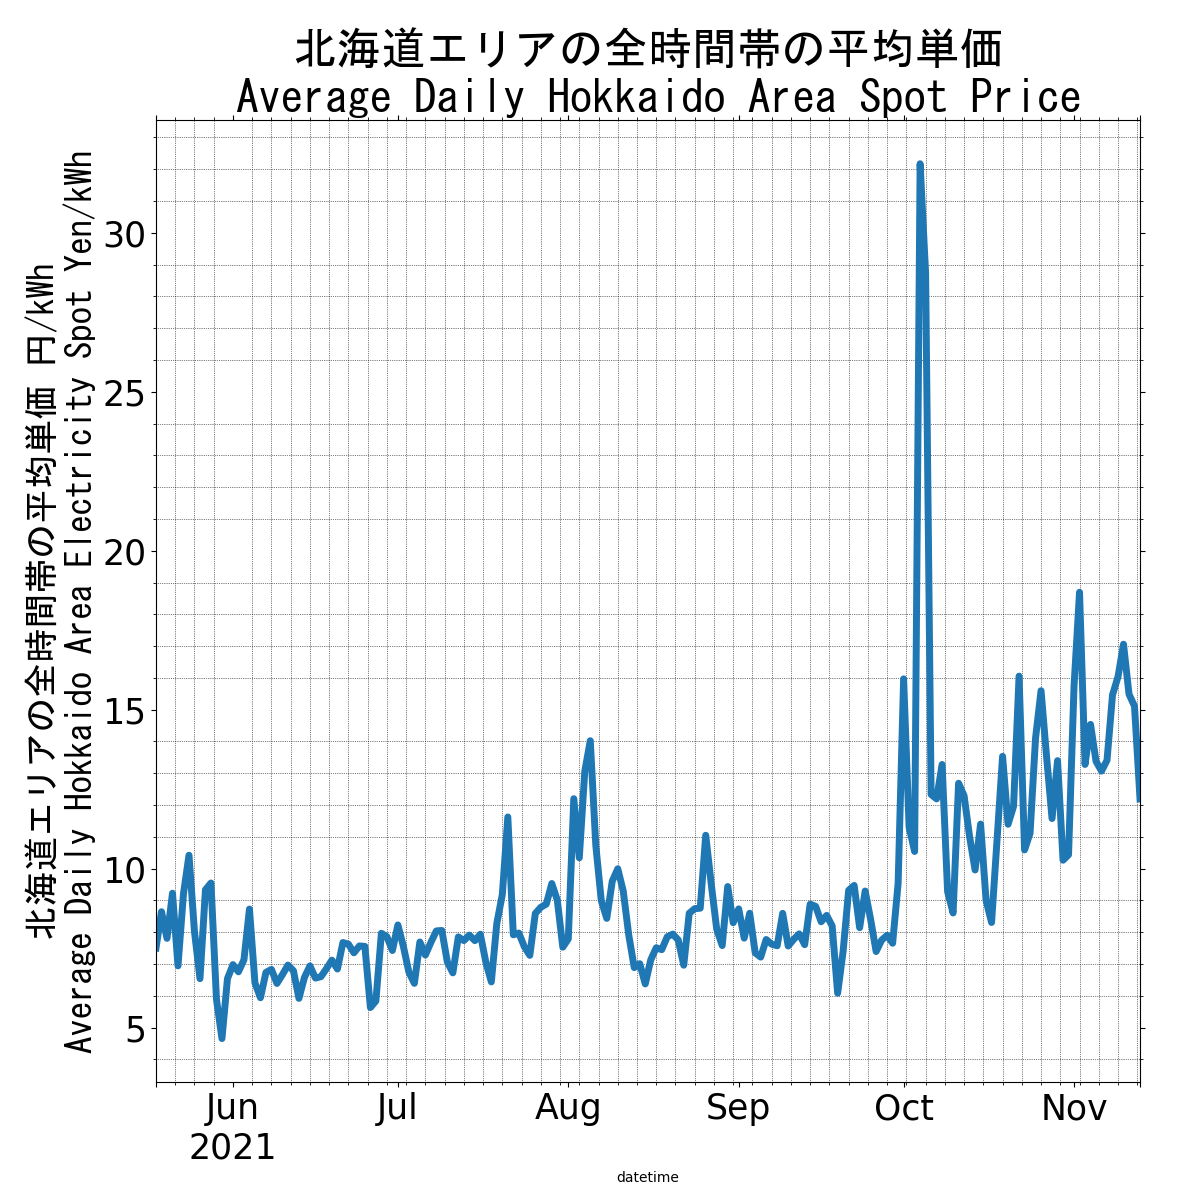 北海道エリアの全時間帯の平均単価
Average Daily Hokkaido Area Spot Price
北海道エリアの全時間帯の平均単価 円/kWh
Average Daily Hokkaido Area Electricity Spot Yen/kWh
30
25
20
15
10
5
Jun
2021
Jul
Aug
Sep
Oct
Nov
datetime